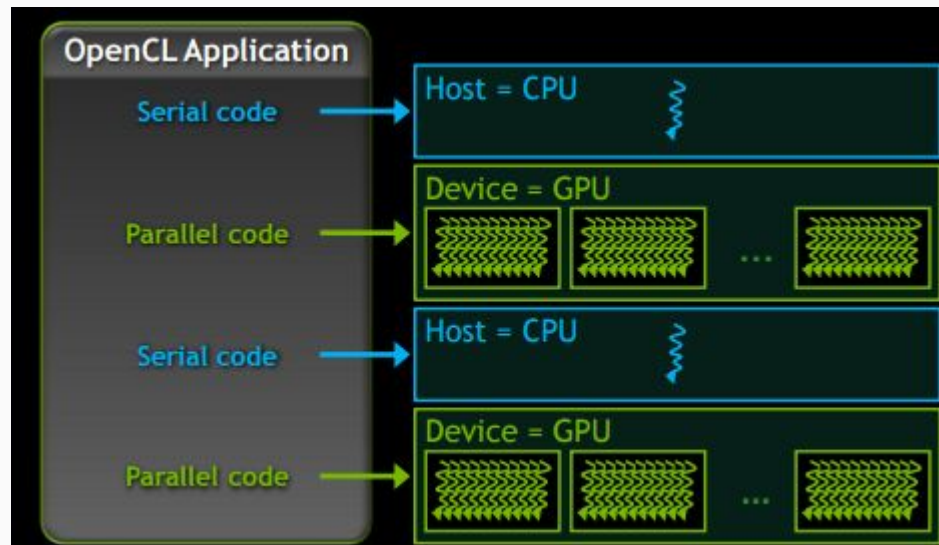 OpenCL Application
Serial code
Host = CPU
Parallel code
Device = GPU
...
Serial code
Host = CPU
Parallel code
Device = GPU
...